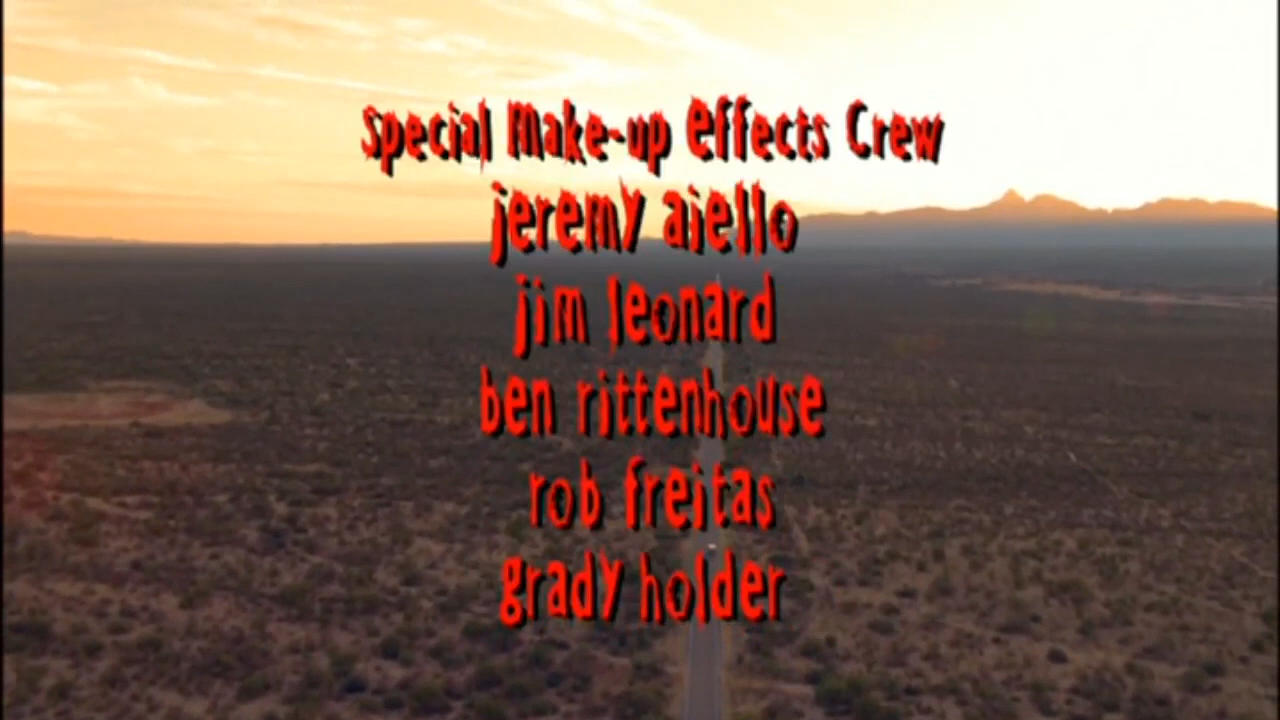 Special Make-up Effects Crew
jeremy aiello
jim leonard
ben rittenhouse
rob freitas
grady holder